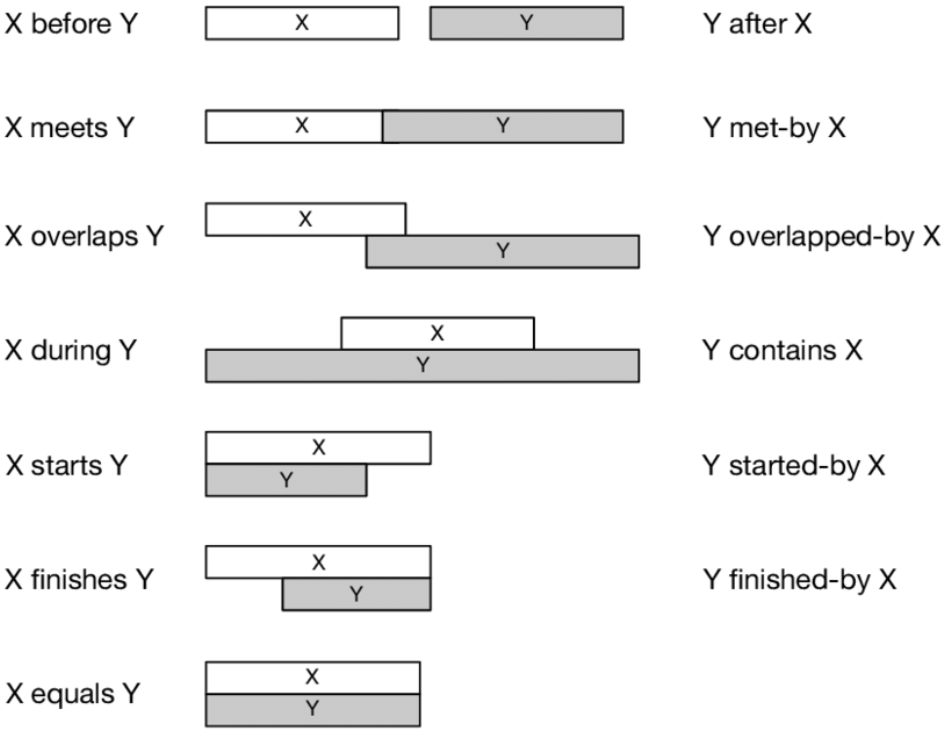 X before Y X Y Y after X
X meets Y X Y Y met-by X
X overlaps Y X Y Y overlapped-by X
X during Y X Y Y contains X
X starts Y X Y Y started-by X
X finishes Y X Y Y finished-by X
X equals Y X Y